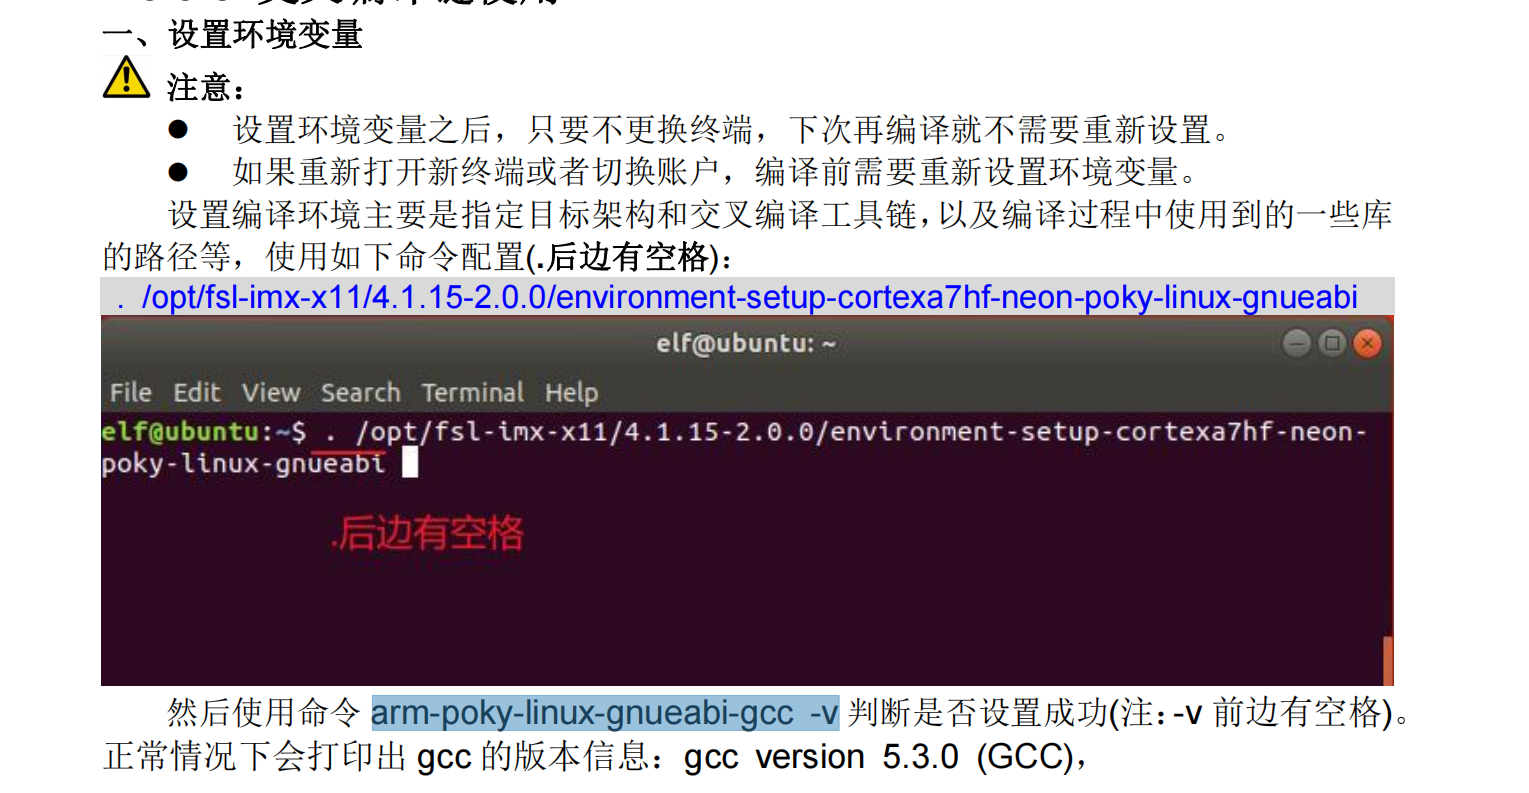 一、设置环境变量
注意：
● 设置环境变量之后，只要不更换终端，下次再编译就不需要重新设置。
● 如果重新打开新终端或者切换账户，编译前需要重新设置环境变量。
设置编译环境主要是指定目标架构和交叉编译工具链，以及编译过程中使用到的一些库
的路径等，使用如下命令配置(.后边有空格)：
. /opt/fsl-imx-x11/4.1.15-2.0.0/environment-setup-cortexa7hf-neon-poky-linux-gnueabi
elf@ubuntu: ~
File Edit View Search Terminal Help
elf@ubuntu:~$ . /opt/fsl-imx-x11/4.1.15-2.0.0/environment-setup-cortexa7hf-neon-
poky-linux-gnueabi
.后边有空格
然后使用命令 arm-poky-linux-gnueabi-gcc -v 判断是否设置成功(注：-v 前边有空格)。
正常情况下会打印出 gcc 的版本信息：gcc version 5.3.0 (GCC)，